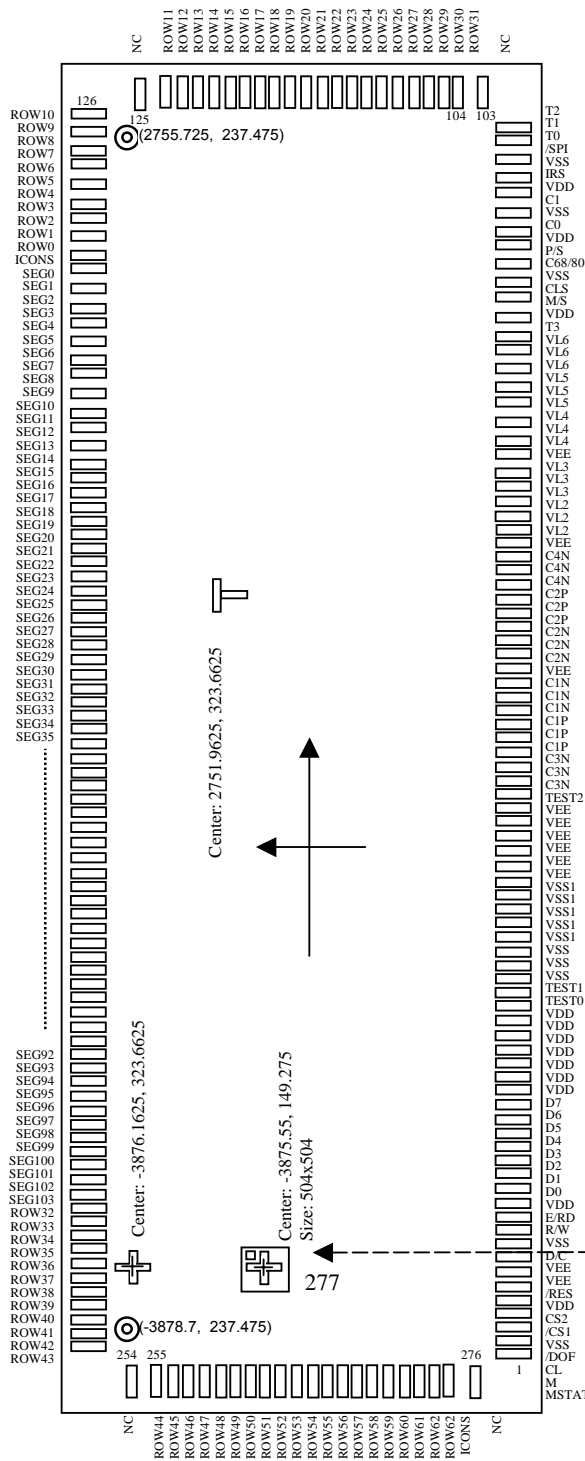 NC
ROW11
ROW12
ROW13
ROW14
ROW15
ROW16
ROW17
ROW18
ROW19
ROW20
ROW21
ROW22
ROW23
ROW24
ROW25
ROW26
ROW27
ROW28
ROW29
ROW30
ROW31
NC
126
125
104
103
(2755.725, 237.475)
ROW10
ROW9
ROW8
ROW7
ROW6
ROW5
ROW4
ROW3
ROW2
ROW1
ROW0
ICONS
SEG0
SEG1
SEG2
SEG3
SEG4
SEG5
SEG6
SEG7
SEG8
SEG9
SEG10
SEG11
SEG12
SEG13
SEG14
SEG15
SEG16
SEG17
SEG18
SEG19
SEG20
SEG21
SEG22
SEG23
SEG24
SEG25
SEG26
SEG27
SEG28
SEG29
SEG30
SEG31
SEG32
SEG33
SEG34
SEG35
SEG92
SEG93
SEG94
SEG95
SEG96
SEG97
SEG98
SEG99
SEG100
SEG101
SEG102
SEG103
ROW32
ROW33
ROW34
ROW35
ROW36
ROW37
ROW38
ROW39
ROW40
ROW41
ROW42
ROW43
Center: 2751.9625, 323.6625
Center: -3876.1625, 323.6625
Center: -3875.55, 149.275
Size: 504x504
277
(-3878.7, 237.475)
T2
T1
T0
/SPI
VSS
IRS
VDD
C1
VSS
C0
VDD
P/S
C68/80
VSS
CLS
M/S
VDD
T3
VL6
VL6
VL6
VL5
VL5
VL5
VL4
VL4
VL4
VEE
VL3
VL3
VL3
VL2
VL2
VL2
VEE
C4N
C4N
C4N
C2P
C2P
C2P
C2N
C2N
C2N
VEE
C1N
C1N
C1N
C1P
C1P
C1P
C3N
C3N
C3N
TEST2
VEE
VEE
VEE
VEE
VEE
VEE
VSS1
VSS1
VSS1
VSS1
VSS1
VSS
VSS
VSS
TEST1
TEST0
VDD
VDD
VDD
VDD
VDD
VDD
VDD
D7
D6
D5
D4
D3
D2
D1
D0
VDD
E/RD
R/W
VSS
D/C
VEE
VEE
/RES
VDD
CS2
/CS1
VSS
/DOF
CL
M
MSTAT
254
255
276
1
NC
ROW44
ROW45
ROW46
ROW47
ROW48
ROW49
ROW50
ROW51
ROW52
ROW53
ROW54
ROW55
ROW56
ROW57
ROW58
ROW59
ROW60
ROW61
ROW62
ROW62
ICONS
NC